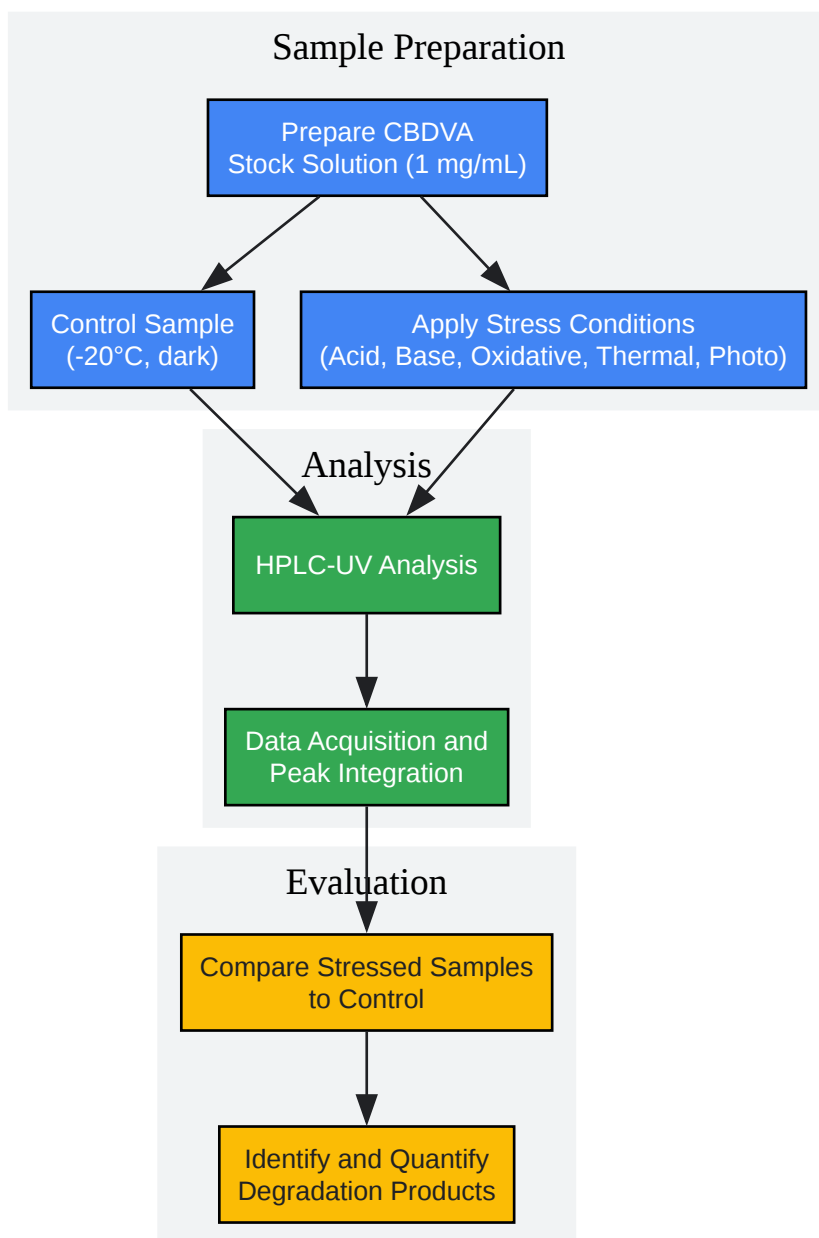 Sample Preparation
Prepare CBDVA
Stock Solution (1 mg/mL)
Control Sample
(-20°C, dark)
Apply Stress Conditions
(Acid, Base, Oxidative, Thermal, Photo)
Analysis
HPLC-UV Analysis
Data Acquisition and
Peak Integration
Evaluation
Compare Stressed Samples
to Control
Identify and Quantify
Degradation Products